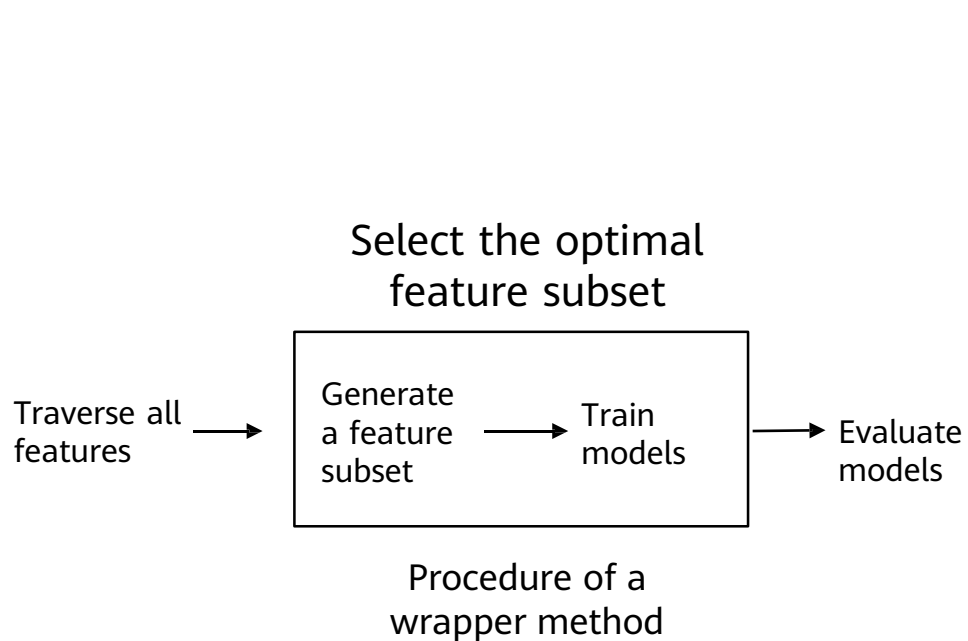 Select the optimal
feature subset
Traverse all
features
Generate
a feature
subset
Train
models
Evaluate
models
Procedure of a
wrapper method